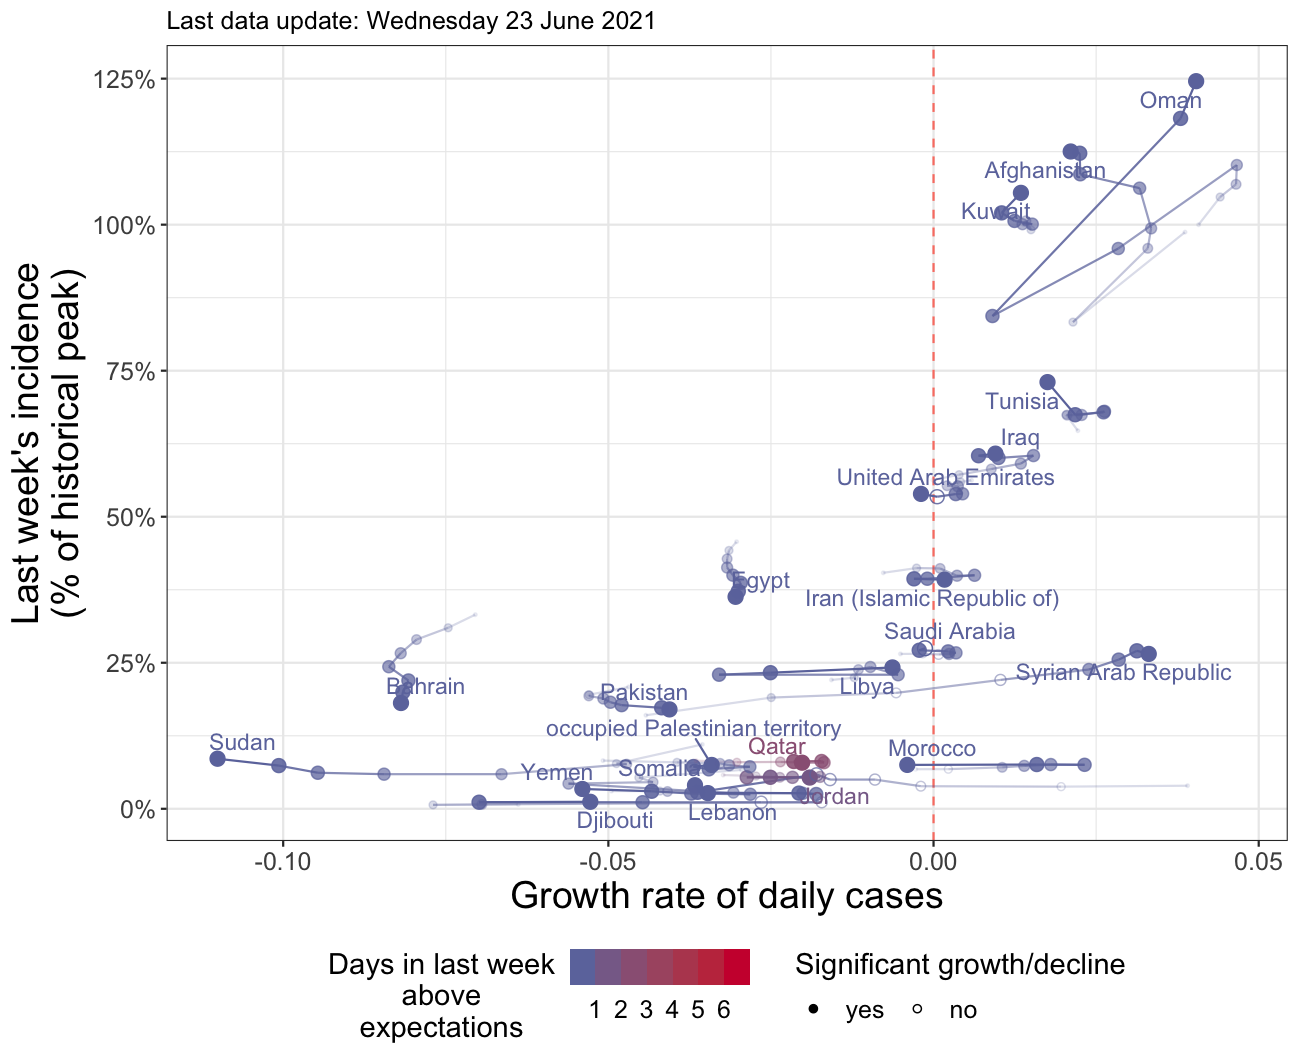 Last data update: Wednesday 23 June 2021
Last week's incidence
(% of historical peak)
125%
100%
75%
50%
25%
0%
Oman
Afghanistan
Kuwait
Tunisia
Iraq
United Arab Emirates
Egypt
Iran (Islamic Republic of)
Saudi Arabia
Syrian Arab Republic
Libya
Bahrain
Pakistan
occupied Palestinian territory
Sudan
Qatar
Morocco
Yemen
Somalia
Jordan
Lebanon
Djibouti
-0.10
-0.05
0.00
0.05
Growth rate of daily cases
Days in last week
above
expectations
1 2 3 4 5 6
Significant growth/decline
yes
no